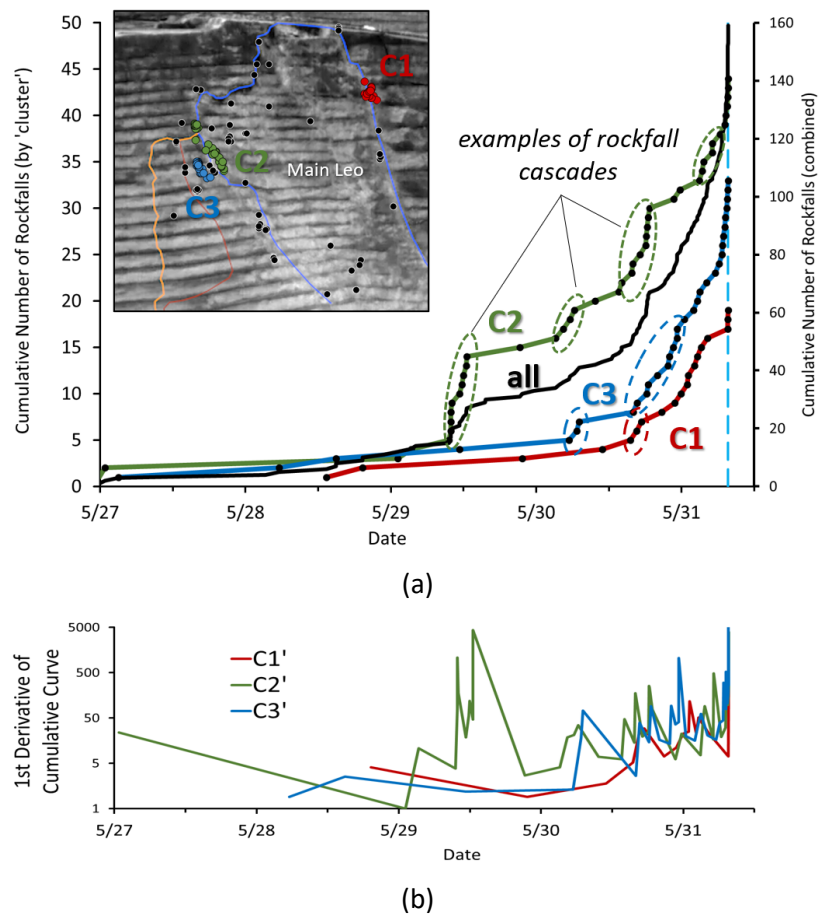 50
45
40
35
30
25
20
15
10
5
0
Cumulative Number of Rockfalls (by 'cluster')
160
140
120
100
80
60
40
20
0
Cumulative Number of Rockfalls (combined)
C1
C2
C3
Main Leo
examples of rockfall
cascades
C2
all
C3
C1
5/27
5/28
5/29
5/30
5/31
Date
(a)
5000
500
50
5
1
1st Derivative of
Cumulative Curve
C1'
C2'
C3'
5/27
5/28
5/29
5/30
5/31
Date
(b)